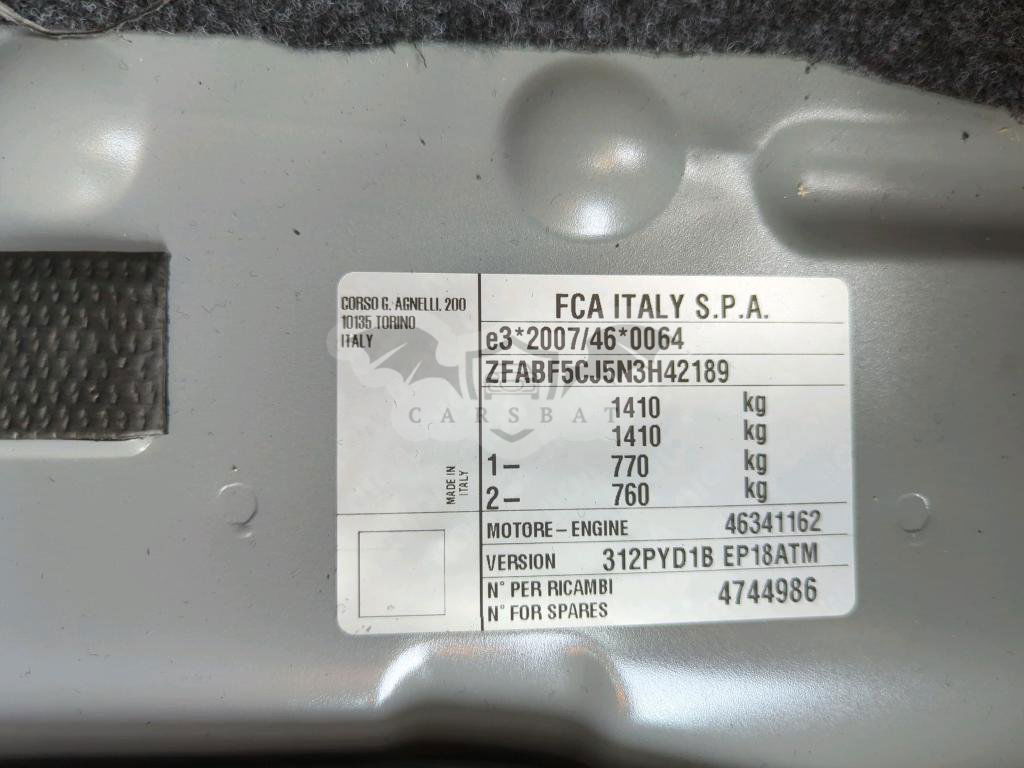 CORSO G. AGNELLI, 200
10135 TORINO
ITALY
FCA ITALY S.P.A.
e3*2007/46*0064
ZFABF5CJ5N3H42189
CARSBAT
1410 kg
1410 kg
1– 770 kg
2– 760 kg
MADE IN
ITALY
MOTORE – ENGINE 46341162
VERSION 312PYD1B EP18ATM
N° PER RICAMBI
N° FOR SPARES
4744986